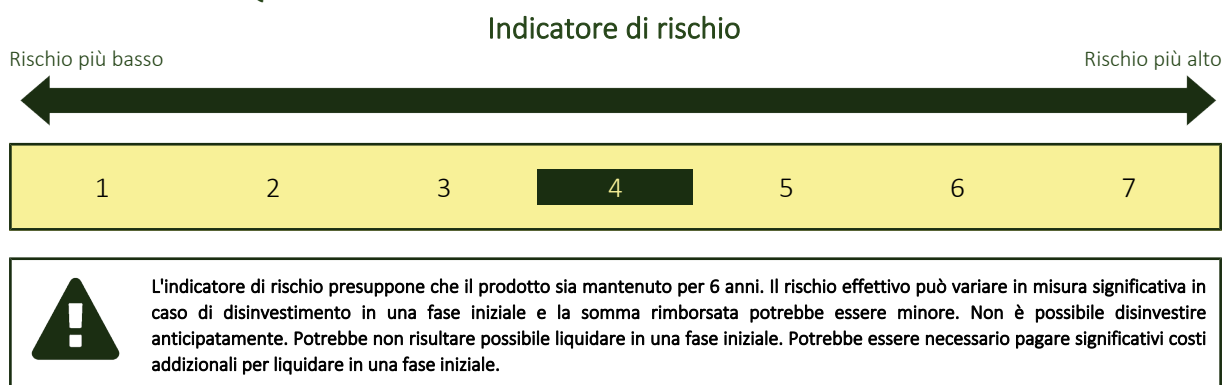 Indicatore di rischio
Rischio più basso
Rischio più alto
1 2 3 4 5 6 7
L'indicatore di rischio presuppone che il prodotto sia mantenuto per 6 anni. Il rischio effettivo può variare in misura significativa in
caso di disinvestimento in una fase iniziale e la somma rimborsata potrebbe essere minore. Non è possibile disinvestire
anticipatamente. Potrebbe non risultare possibile liquidare in una fase iniziale. Potrebbe essere necessario pagare significativi costi
addizionali per liquidare in una fase iniziale.